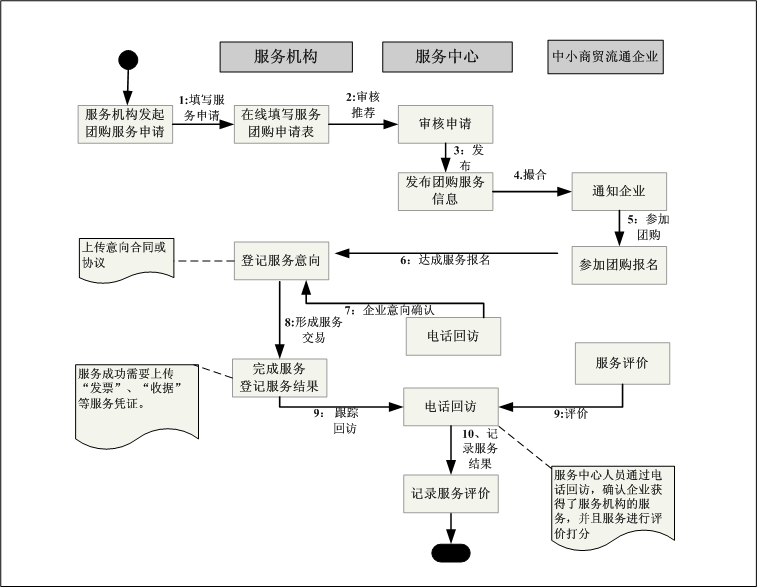 服务机构
服务中心
中小商贸流通企业
服务机构发起
团购服务申请
1:填写服
务申请
在线填写服务
团购申请表
2:审核
推荐
审核申请
3：发
布
发布团购服务
信息
4.撮合
通知企业
5：参加
团购
参加团购报名
6：达成服务报名
登记服务意向
上传意向合同或
协议
7：企业意向确认
电话回访
8:形成服务
交易
完成服务
登记服务结果
服务成功需要上传
“发票”、“收据”
等服务凭证。
9：跟踪
回访
电话回访
服务评价
9:评价
10、记
录服务
结果
记录服务评价
服务中心人员通过电
话回访，确认企业获
得了服务机构的服
务，并且服务进行评
价打分